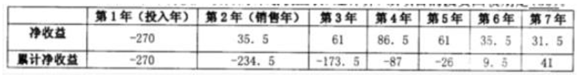 第1年（投入年） 第2年（销售年） 第3年 第4年 第5年 第6年 第7年
净收益 -270 35.5 61 86.5 61 35.5 31.5
累计净收益 -270 -234.5 -173.5 -87 -26 9.5 41